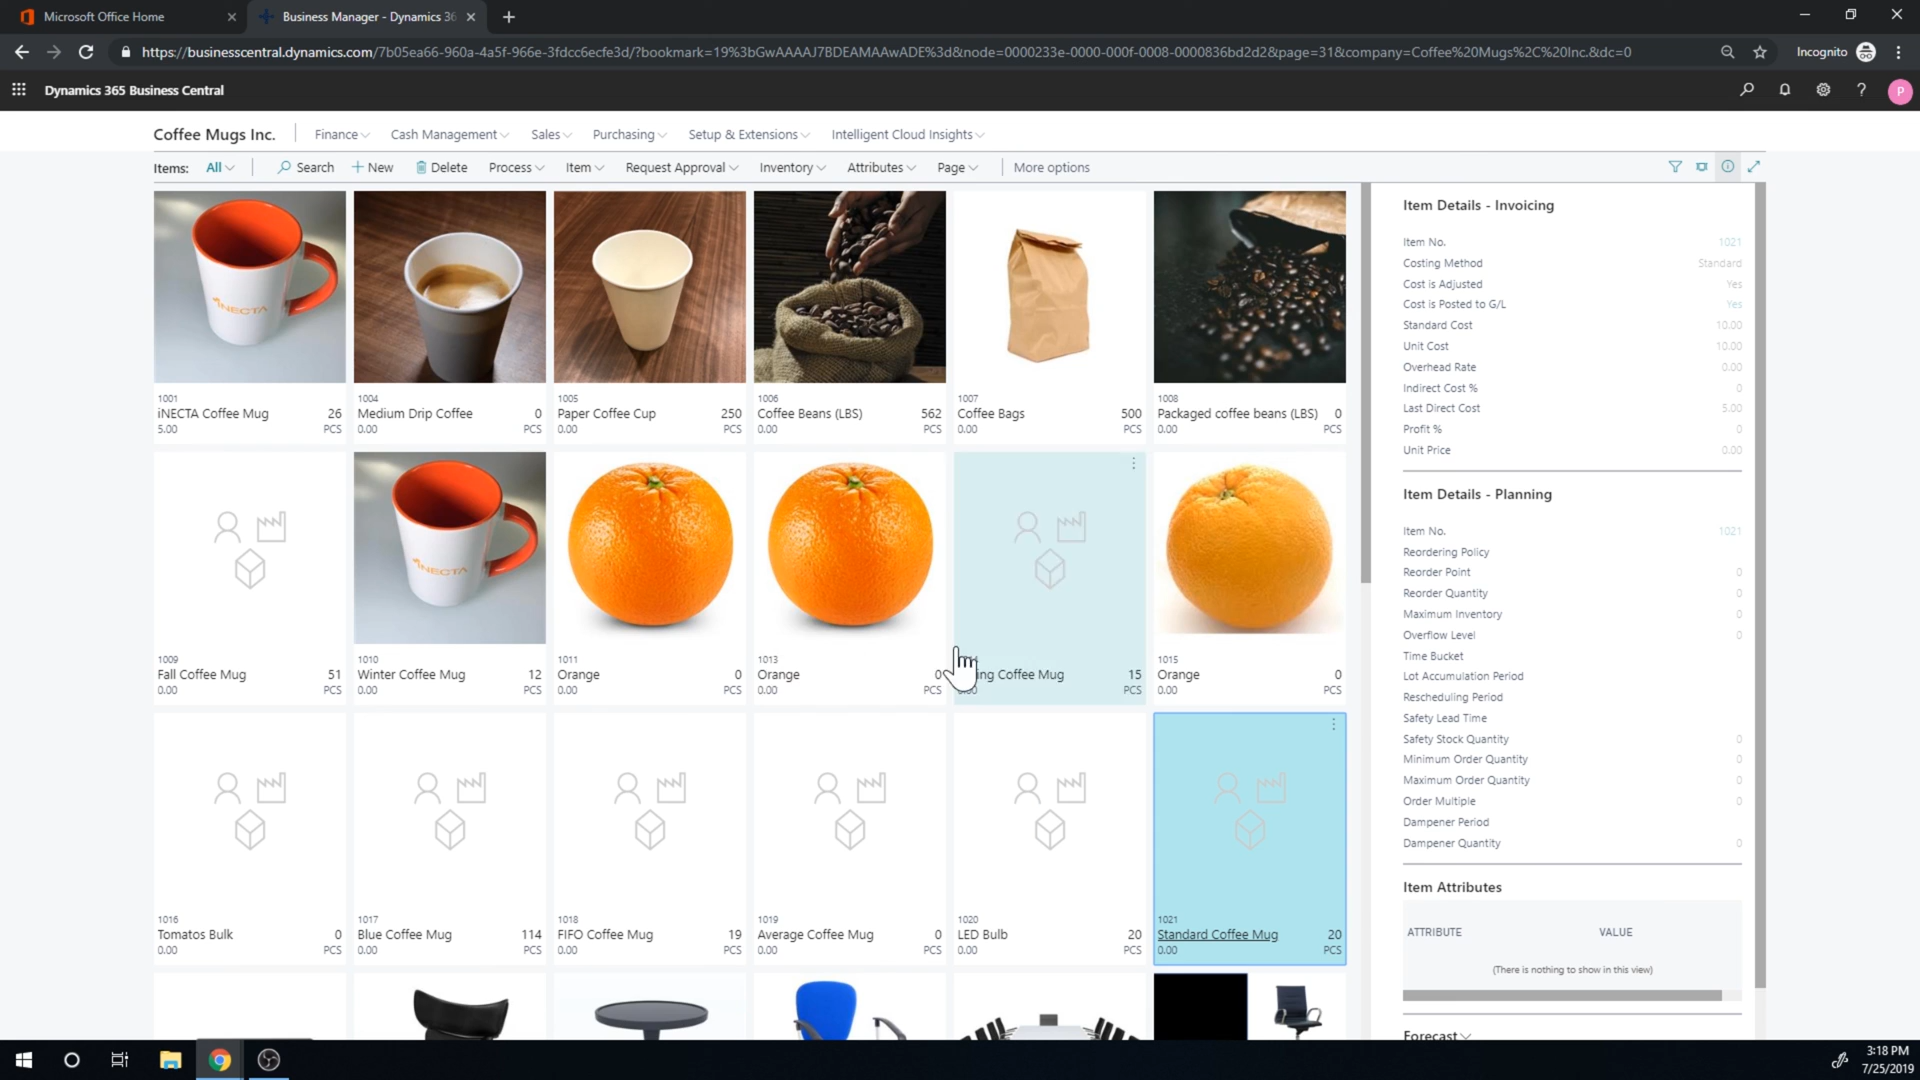 Microsoft Office Home
Business Manager - Dynamics 36
https://businesscentral.dynamics.com/7b05ea66-960a-4a5f-966e-3fdcc6ecfe3d/?bookmark=19%3bGwAAAAJ7BDEAMAAwADE%3d&node=0000233e-0000-000f-0008-0000836bd2d2&page=31&company=Coffee%20Mugs%2C%20Inc.&dc=0
Incognito
Dynamics 365 Business Central
?
P
Coffee Mugs Inc.
Finance
Cash Management
Sales
Purchasing
Setup & Extensions
Intelligent Cloud Insights
Items:
All
Search
New
Delete
Process
Item
Request Approval
Inventory
Attributes
Page
More options
iNECTA
1001
iNECTA Coffee Mug 26
5.00 PCS
1004
Medium Drip Coffee 0
0.00 PCS
1005
Paper Coffee Cup 250
0.00 PCS
1006
Coffee Beans (LBS) 562
0.00 PCS
1007
Coffee Bags 500
0.00 PCS
1008
Packaged coffee beans (LBS) 0
0.00 PCS
iNECTA
1009
Fall Coffee Mug 51
0.00 PCS
1010
Winter Coffee Mug 12
0.00 PCS
1011
Orange 0
0.00 PCS
1013
Orange 0
0.00 PCS
ing Coffee Mug 15
PCS
1015
Orange 0
0.00 PCS
1016
Tomatos Bulk 0
0.00 PCS
1017
Blue Coffee Mug 114
0.00 PCS
1018
FIFO Coffee Mug 19
0.00 PCS
1019
Average Coffee Mug 0
0.00 PCS
1020
LED Bulb 20
0.00 PCS
1021
Standard Coffee Mug 20
0.00 PCS
Item Details - Invoicing
Item No. 1021
Costing Method Standard
Cost is Adjusted Yes
Cost is Posted to G/L Yes
Standard Cost 10.00
Unit Cost 10.00
Overhead Rate 0.00
Indirect Cost % 0
Last Direct Cost 5.00
Profit % 0
Unit Price 0.00
Item Details - Planning
Item No. 1021
Reordering Policy
Reorder Point 0
Reorder Quantity 0
Maximum Inventory 0
Overflow Level 0
Time Bucket
Lot Accumulation Period
Rescheduling Period
Safety Lead Time
Safety Stock Quantity 0
Minimum Order Quantity 0
Maximum Order Quantity 0
Order Multiple 0
Dampener Period
Dampener Quantity 0
Item Attributes
ATTRIBUTE VALUE
(There is nothing to show in this view)
Forecast
3:18 PM
7/25/2019